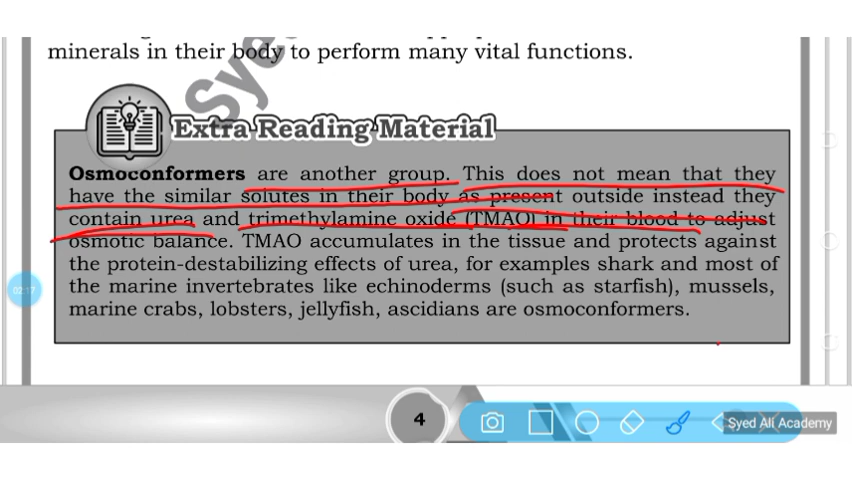 minerals in their body to perform many vital functions.
Sye
Extra Reading Material
Osmoconformers are another group. This does not mean that they
have the similar solutes in their body as present outside instead they
contain urea and trimethylamine oxide (TMAO) in their blood to adjust
osmotic balance. TMAO accumulates in the tissue and protects against
the protein-destabilizing effects of urea, for examples shark and most of
the marine invertebrates like echinoderms (such as starfish), mussels,
marine crabs, lobsters, jellyfish, ascidians are osmoconformers.
02:17
4
Syed Ali Academy